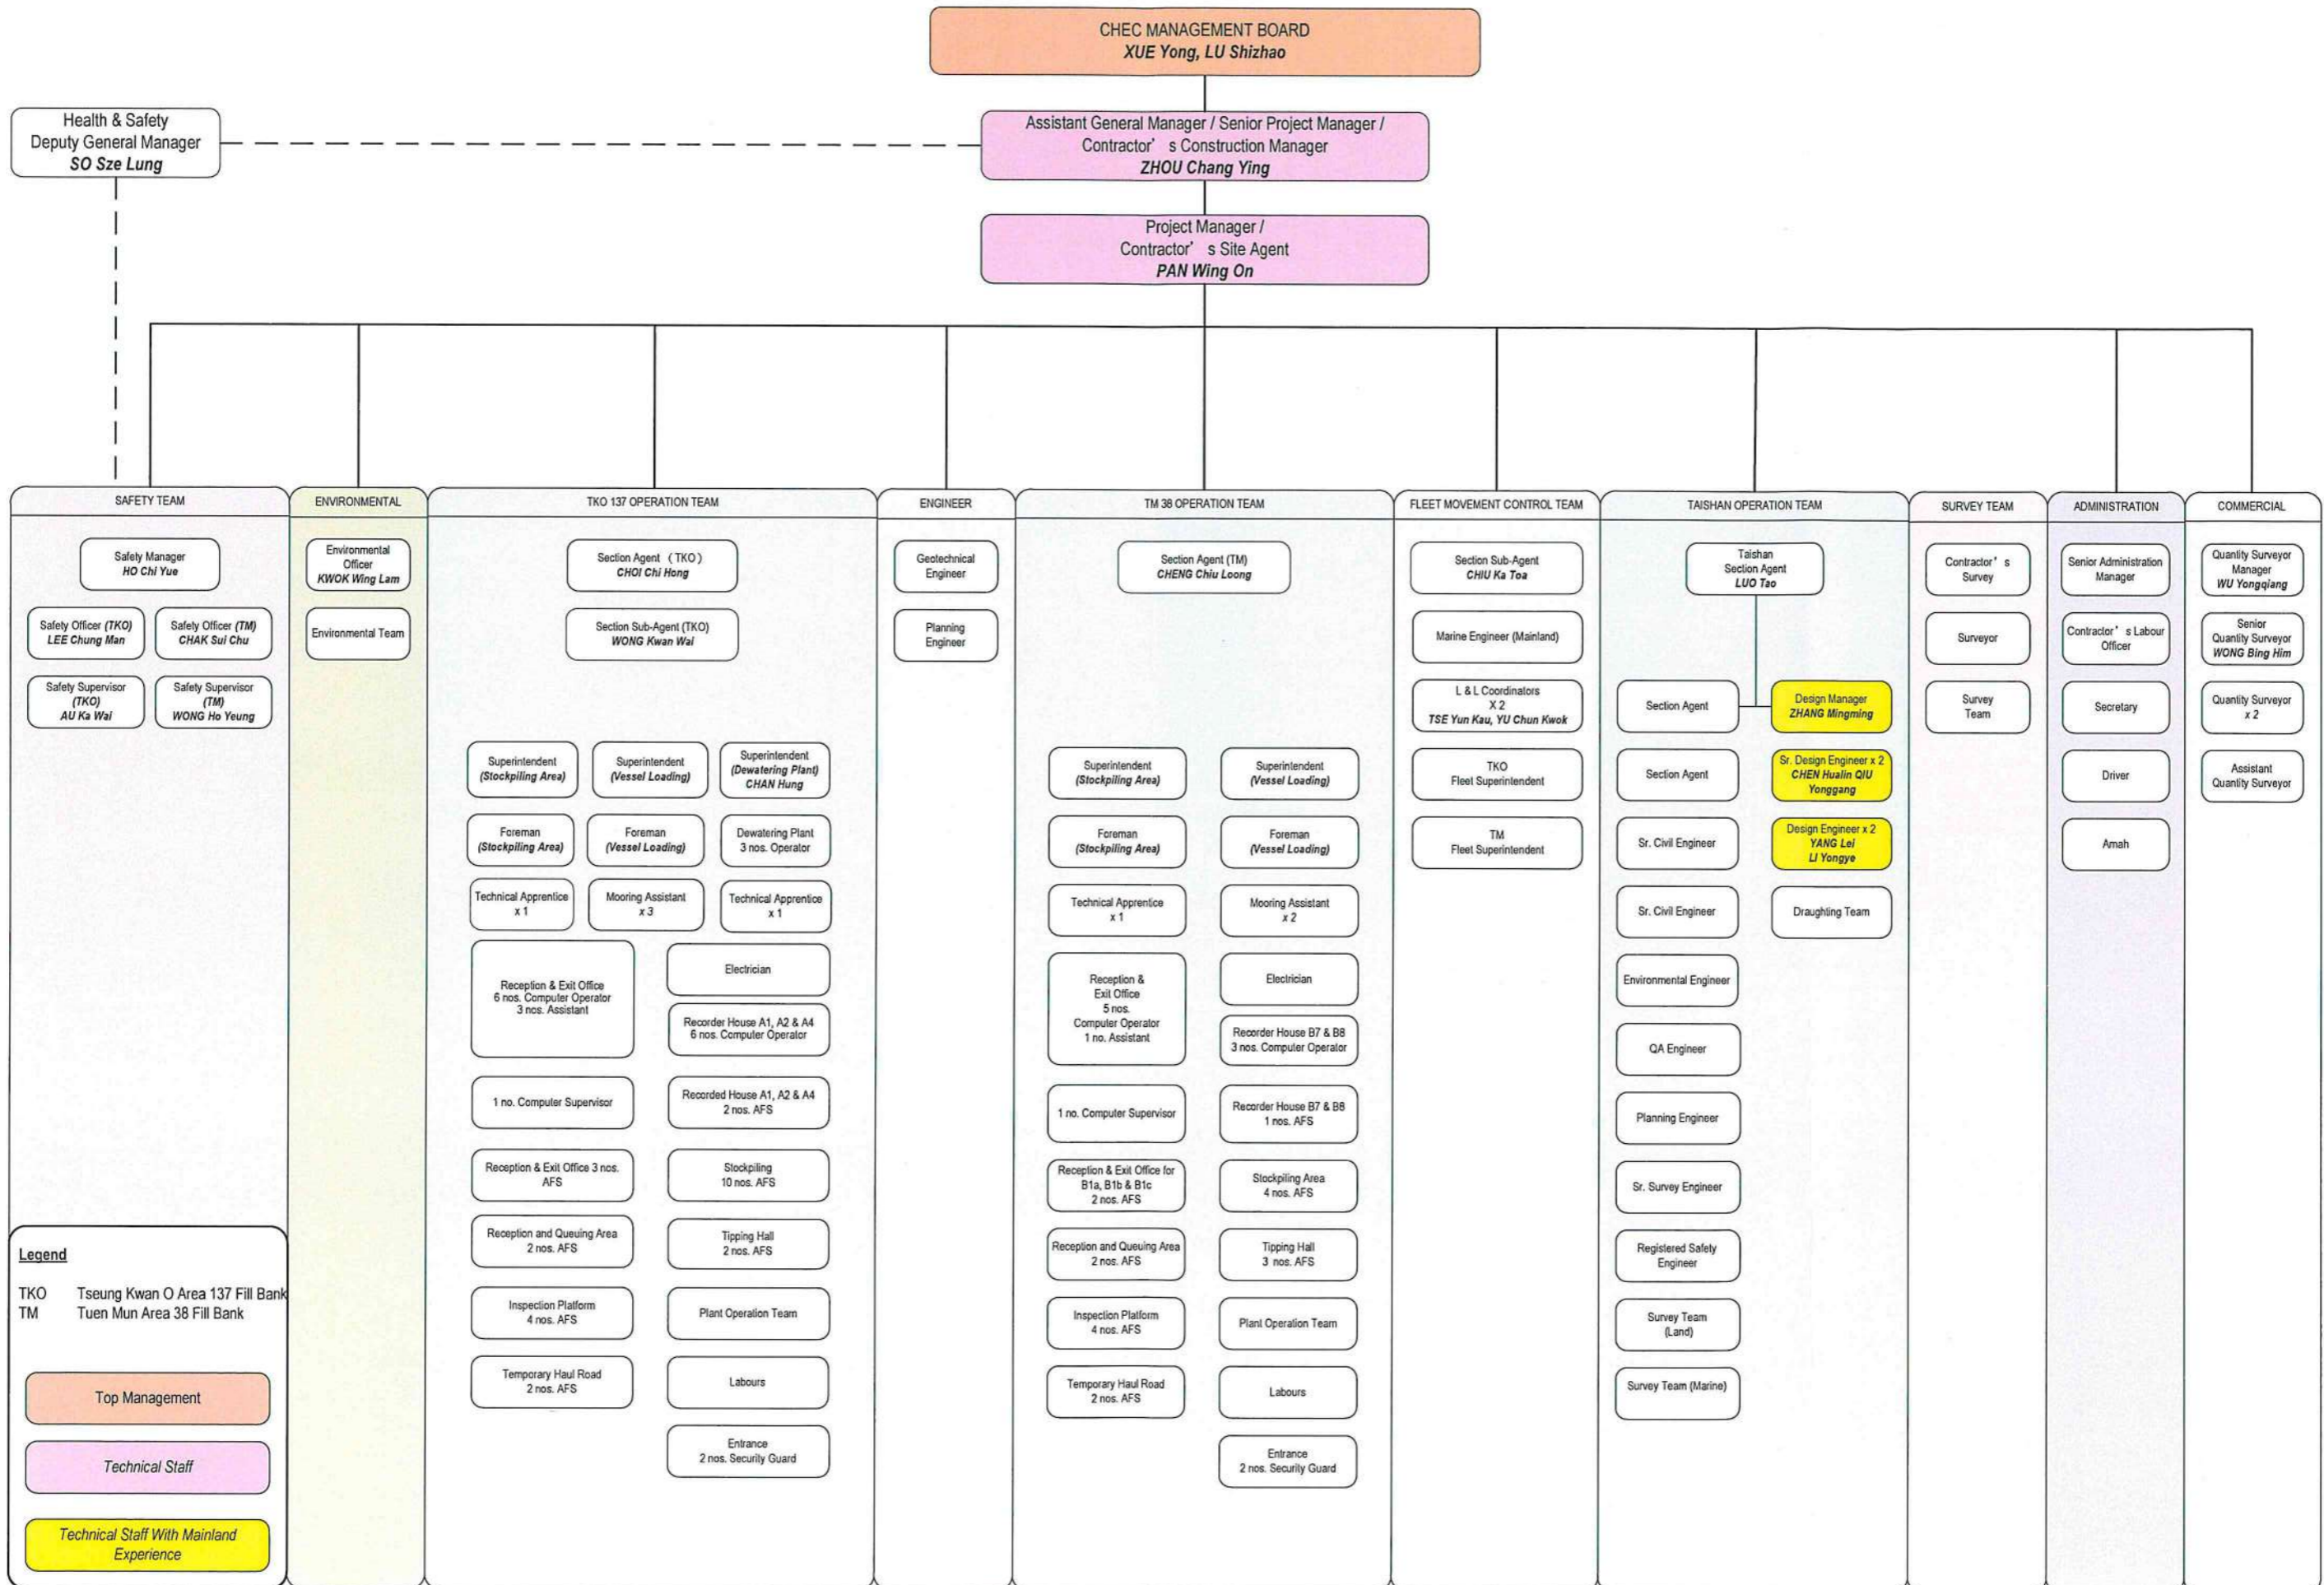 CHEC MANAGEMENT BOARD
XUE Yong, LU Shizhao
Health & Safety
Deputy General Manager
SO Sze Lung
Assistant General Manager / Senior Project Manager /
Contractor's Construction Manager
ZHOU Chang Ying
Project Manager /
Contractor's Site Agent
PAN Wing On
SAFETY TEAM
Safety Manager
HO Chi Yue
Safety Officer (TKO)
LEE Chung Man
Safety Officer (TM)
CHAK Sui Chu
Safety Supervisor
(TKO)
AU Ka Wai
Safety Supervisor
(TM)
WONG Ho Yeung
ENVIRONMENTAL
Environmental
Officer
KWOK Wing Lam
Environmental Team
TKO 137 OPERATION TEAM
Section Agent (TKO)
CHOI Chi Hong
Section Sub-Agent (TKO)
WONG Kwan Wai
Superintendent
(Stockpiling Area)
Superintendent
(Vessel Loading)
Superintendent
(Dewatering Plant)
CHAN Hung
Foreman
(Stockpiling Area)
Foreman
(Vessel Loading)
Dewatering Plant
3 nos. Operator
Technical Apprentice
x 1
Mooring Assistant
x 3
Technical Apprentice
x 1
Reception & Exit Office
6 nos. Computer Operator
3 nos. Assistant
Electrician
Recorder House A1, A2 & A4
6 nos. Computer Operator
1 no. Computer Supervisor
Recorded House A1, A2 & A4
2 nos. AFS
Reception & Exit Office 3 nos.
AFS
Stockpiling
10 nos. AFS
Reception and Queuing Area
2 nos. AFS
Tipping Hall
2 nos. AFS
Inspection Platform
4 nos. AFS
Plant Operation Team
Temporary Haul Road
2 nos. AFS
Labours
Entrance
2 nos. Security Guard
ENGINEER
Geotechnical
Engineer
Planning
Engineer
TM 38 OPERATION TEAM
Section Agent (TM)
CHENG Chiu Loong
Superintendent
(Stockpiling Area)
Superintendent
(Vessel Loading)
Foreman
(Stockpiling Area)
Foreman
(Vessel Loading)
Technical Apprentice
x 1
Mooring Assistant
x 2
Reception &
Exit Office
5 nos.
Computer Operator
1 no. Assistant
Electrician
Recorder House B7 & B8
3 nos. Computer Operator
1 no. Computer Supervisor
Recorder House B7 & B8
1 nos. AFS
Reception & Exit Office for
B1a, B1b & B1c
2 nos. AFS
Stockpiling Area
4 nos. AFS
Reception and Queuing Area
2 nos. AFS
Tipping Hall
3 nos. AFS
Inspection Platform
4 nos. AFS
Plant Operation Team
Temporary Haul Road
2 nos. AFS
Labours
Entrance
2 nos. Security Guard
FLEET MOVEMENT CONTROL TEAM
Section Sub-Agent
CHIU Ka Toa
Marine Engineer (Mainland)
L & L Coordinators
X 2
TSE Yun Kau, YU Chun Kwok
TKO
Fleet Superintendent
TM
Fleet Superintendent
TAISHAN OPERATION TEAM
Taishan
Section Agent
LUO Tao
Section Agent
Design Manager
ZHANG Mingming
Section Agent
Sr. Design Engineer x 2
CHEN Hualin QIU
Yonggang
Sr. Civil Engineer
Design Engineer x 2
YANG Lei
LI Yongye
Sr. Civil Engineer
Draughting Team
Environmental Engineer
QA Engineer
Planning Engineer
Sr. Survey Engineer
Registered Safety
Engineer
Survey Team
(Land)
Survey Team (Marine)
SURVEY TEAM
Contractor's
Survey
Surveyor
Survey
Team
ADMINISTRATION
Senior Administration
Manager
Contractor's Labour
Officer
Secretary
Driver
Amah
COMMERCIAL
Quantity Surveyor
Manager
WU Yongqiang
Senior
Quantity Surveyor
WONG Bing Him
Quantity Surveyor
x 2
Assistant
Quantity Surveyor
Legend
TKO Tseung Kwan O Area 137 Fill Bank
TM Tuen Mun Area 38 Fill Bank
Top Management
Technical Staff
Technical Staff With Mainland
Experience